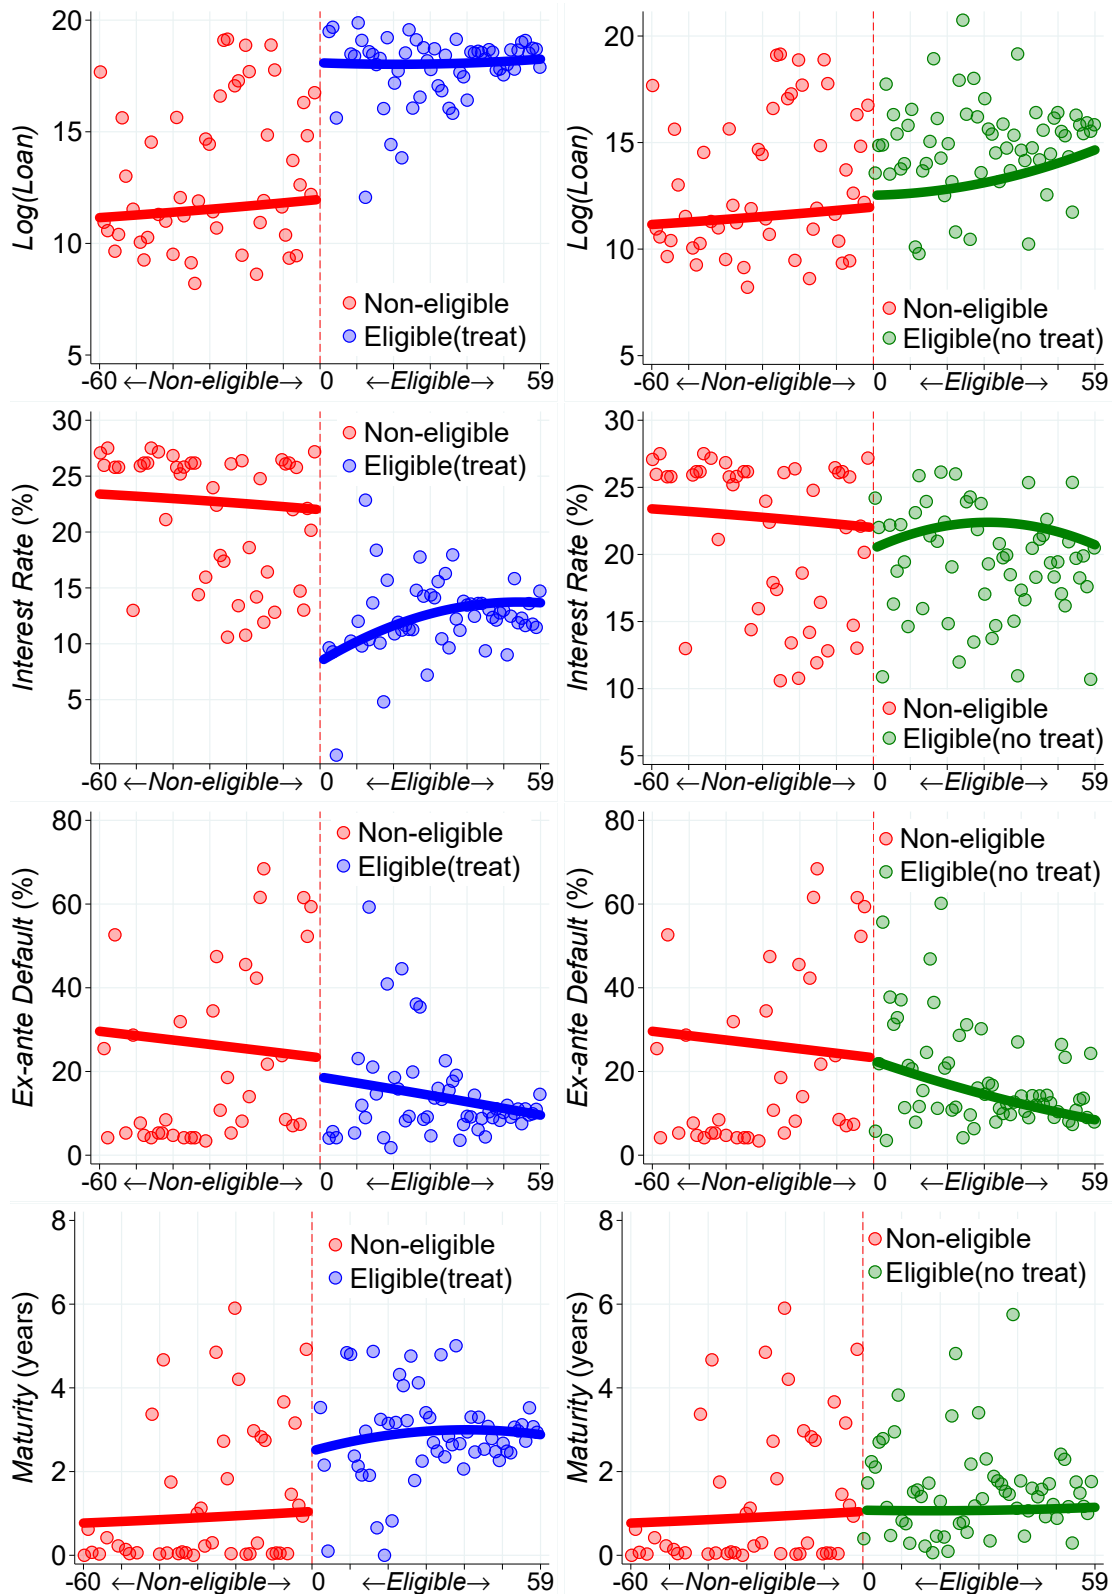 Log(Loan)
20
15
10
5
Non-eligible
Eligible(treat)
-60 ←Non-eligible→ 0 ←Eligible→ 59
Log(Loan)
20
15
10
5
Non-eligible
Eligible(no treat)
-60 ←Non-eligible→ 0 ←Eligible→ 59
Interest Rate (%)
30
25
20
15
10
5
Non-eligible
Eligible(treat)
-60 ←Non-eligible→ 0 ←Eligible→ 59
Interest Rate (%)
30
25
20
15
10
5
Non-eligible
Eligible(no treat)
-60 ←Non-eligible→ 0 ←Eligible→ 59
Ex-ante Default (%)
80
60
40
20
0
Non-eligible
Eligible(treat)
-60 ←Non-eligible→ 0 ←Eligible→ 59
Ex-ante Default (%)
80
60
40
20
0
Non-eligible
Eligible(no treat)
-60 ←Non-eligible→ 0 ←Eligible→ 59
Maturity (years)
8
6
4
2
0
Non-eligible
Eligible(treat)
-60 ←Non-eligible→ 0 ←Eligible→ 59
Maturity (years)
8
6
4
2
0
Non-eligible
Eligible(no treat)
-60 ←Non-eligible→ 0 ←Eligible→ 59